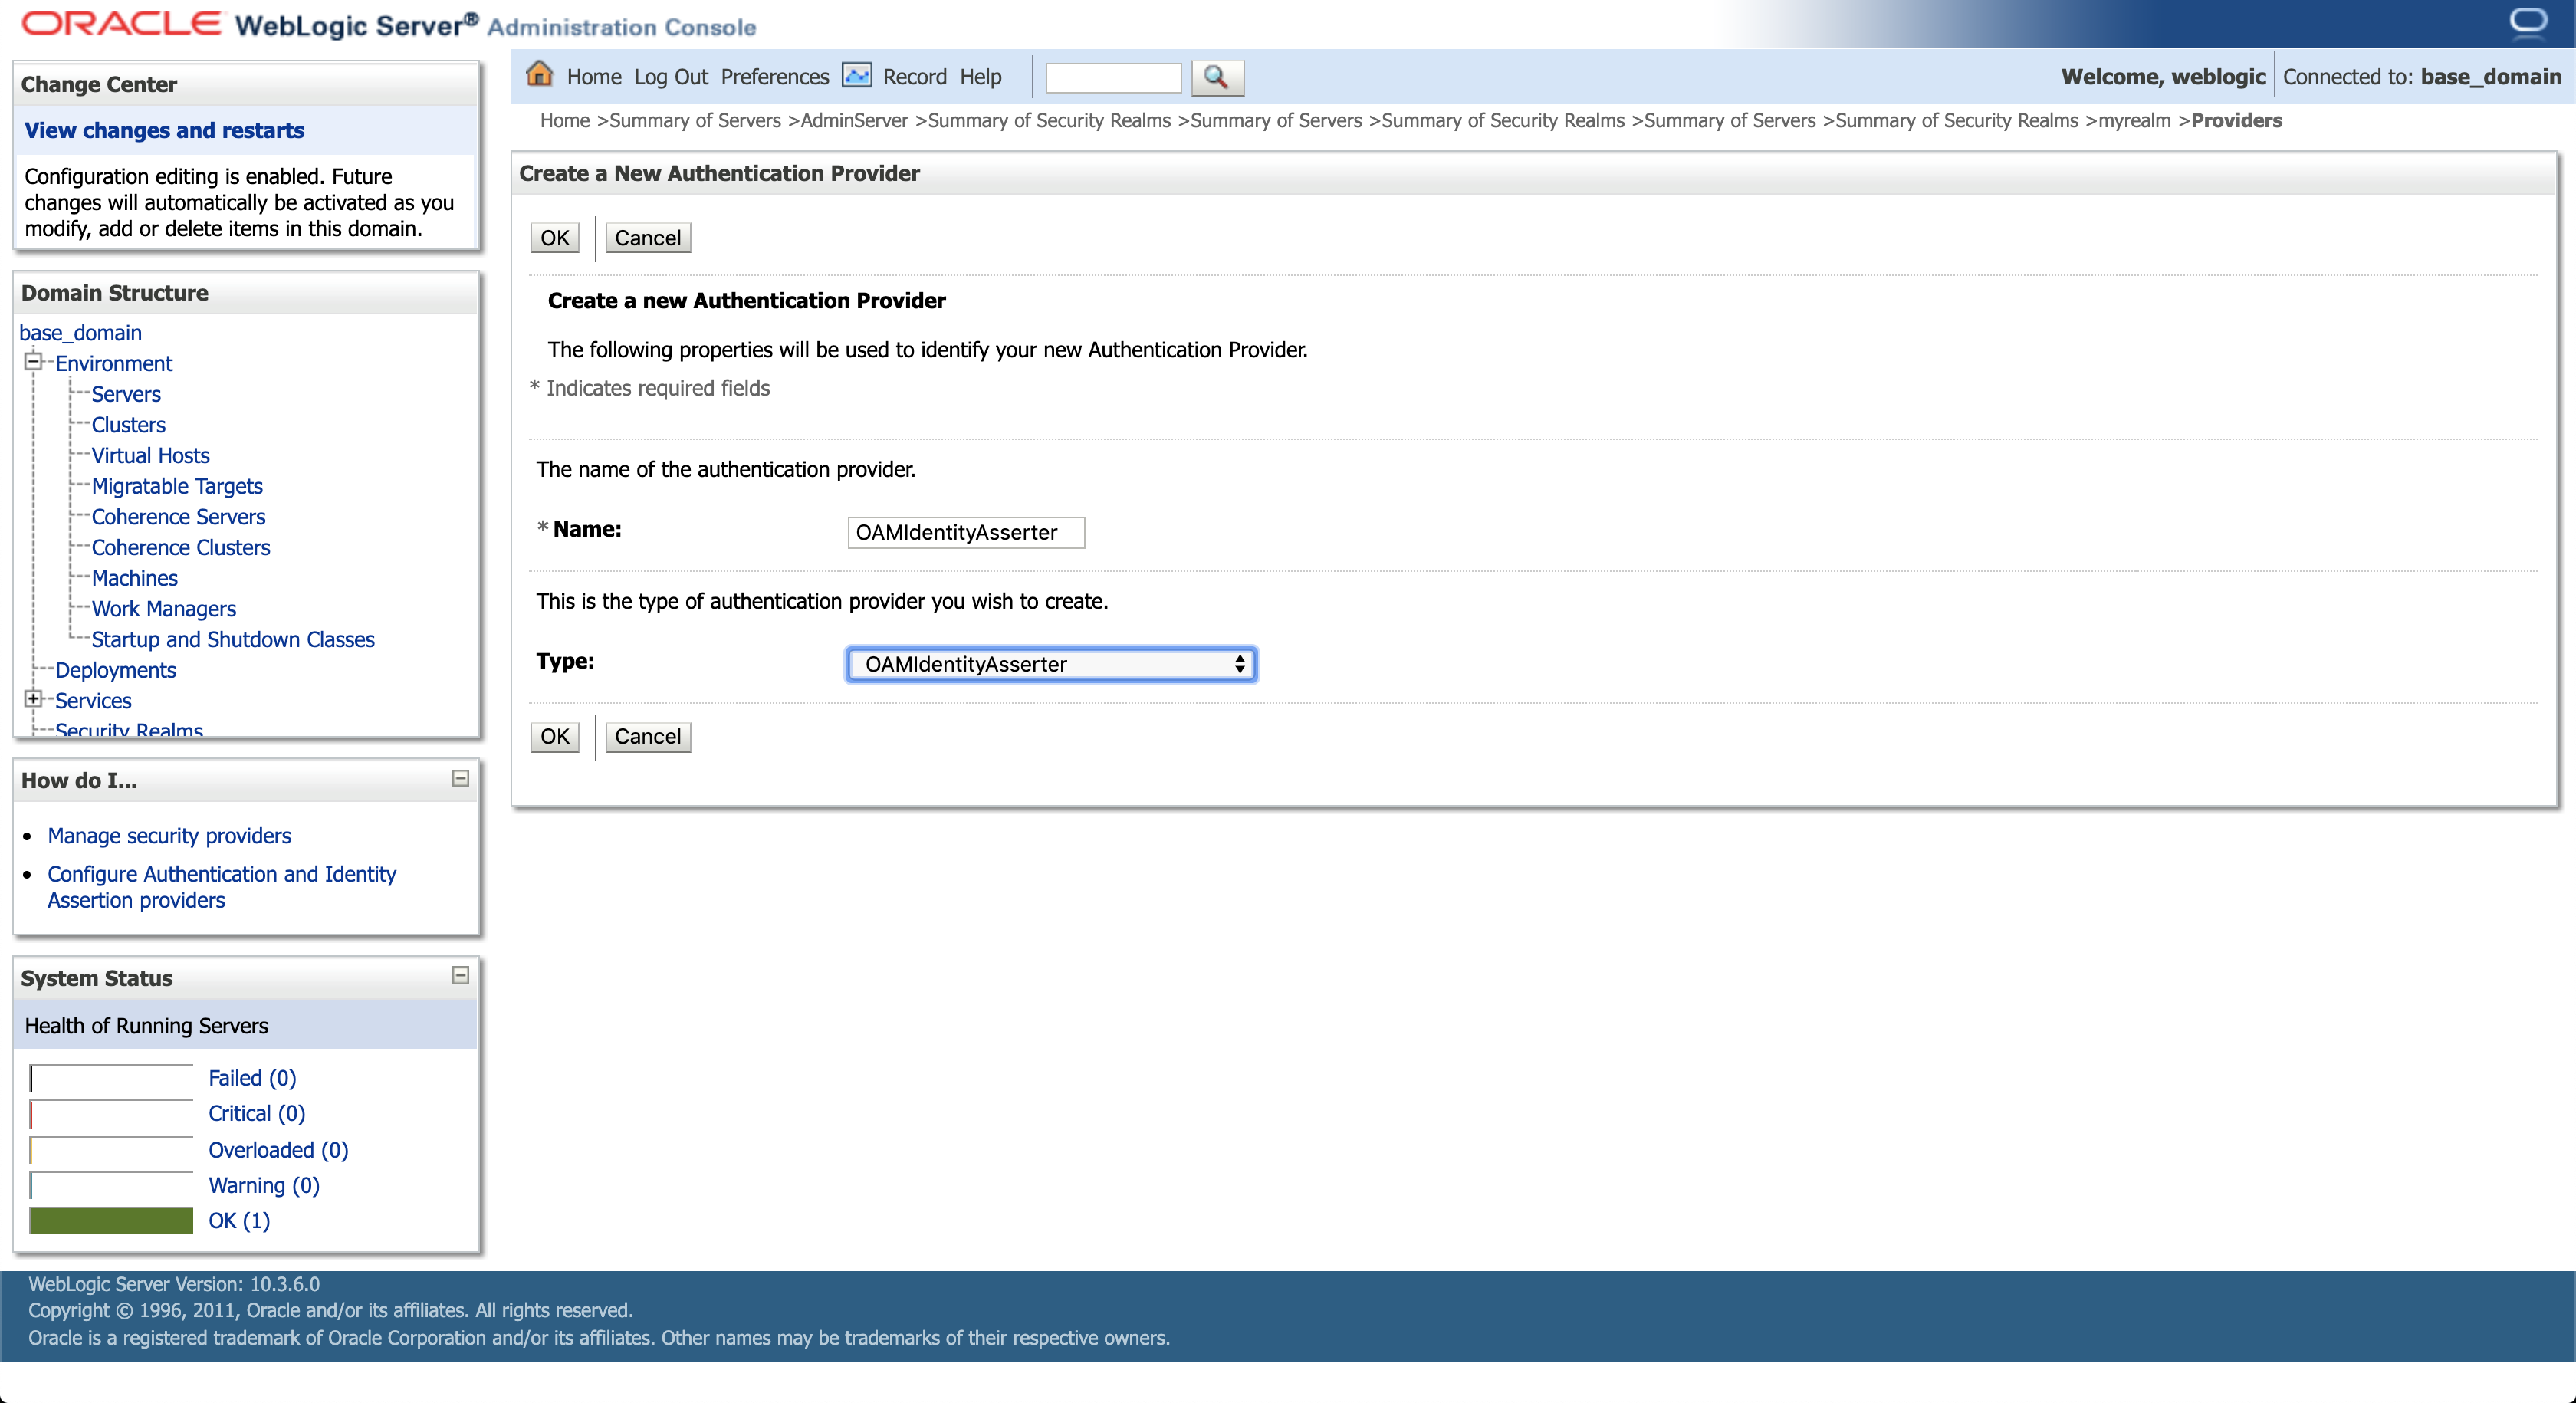 ORACLE WebLogic Server® Administration Console
Change Center
View changes and restarts
Configuration editing is enabled. Future
changes will automatically be activated as you
modify, add or delete items in this domain.
Domain Structure
base_domain
Environment
Servers
Clusters
Virtual Hosts
Migratable Targets
Coherence Servers
Coherence Clusters
Machines
Work Managers
Startup and Shutdown Classes
Deployments
Services
Security Realms
How do I...
Manage security providers
Configure Authentication and Identity
Assertion providers
System Status
Health of Running Servers
Failed (0)
Critical (0)
Overloaded (0)
Warning (0)
OK (1)
Home Log Out Preferences Record Help
Welcome, weblogic Connected to: base_domain
Home >Summary of Servers >AdminServer >Summary of Security Realms >Summary of Servers >Summary of Security Realms >Summary of Servers >Summary of Security Realms >myrealm >Providers
Create a New Authentication Provider
OK Cancel
Create a new Authentication Provider
The following properties will be used to identify your new Authentication Provider.
* Indicates required fields
The name of the authentication provider.
* Name: OAMIdentityAsserter
This is the type of authentication provider you wish to create.
Type: OAMIdentityAsserter
OK Cancel
WebLogic Server Version: 10.3.6.0
Copyright © 1996, 2011, Oracle and/or its affiliates. All rights reserved.
Oracle is a registered trademark of Oracle Corporation and/or its affiliates. Other names may be trademarks of their respective owners.